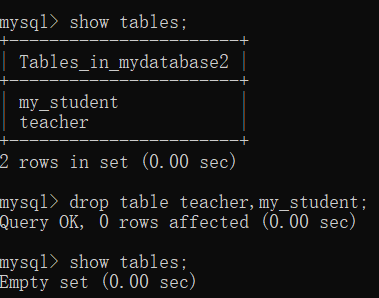 mysql> show tables;
+------------------------+
| Tables_in_mydatabase2 |
+------------------------+
| my_student |
| teacher |
+------------------------+
2 rows in set (0.00 sec)
mysql> drop table teacher,my_student;
Query OK, 0 rows affected (0.00 sec)
mysql> show tables;
Empty set (0.00 sec)